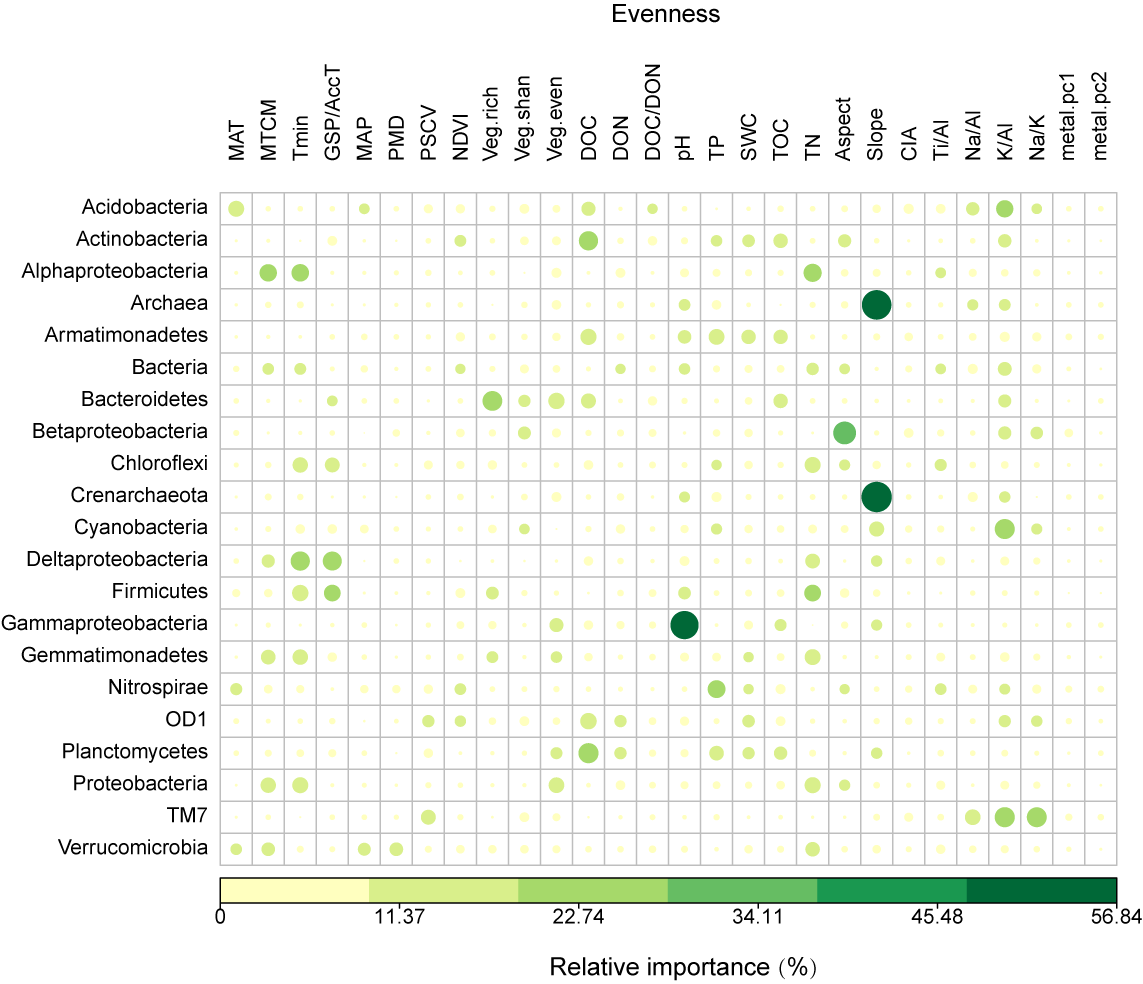 Evenness
MAT
MTCM
Tmin
GSP/AccT
MAP
PMD
PSCV
NDVI
Veg.rich
Veg.shan
Veg.even
DOC
DON
DOC/DON
pH
TP
SWC
TOC
TN
Aspect
Slope
CIA
Ti/Al
Na/Al
K/Al
Na/K
metal.pc1
metal.pc2
Acidobacteria
Actinobacteria
Alphaproteobacteria
Archaea
Armatimonadetes
Bacteria
Bacteroidetes
Betaproteobacteria
Chloroflexi
Crenarchaeota
Cyanobacteria
Deltaproteobacteria
Firmicutes
Gammaproteobacteria
Gemmatimonadetes
Nitrospirae
OD1
Planctomycetes
Proteobacteria
TM7
Verrucomicrobia
0 11.37 22.74 34.11 45.48 56.84
Relative importance (%)